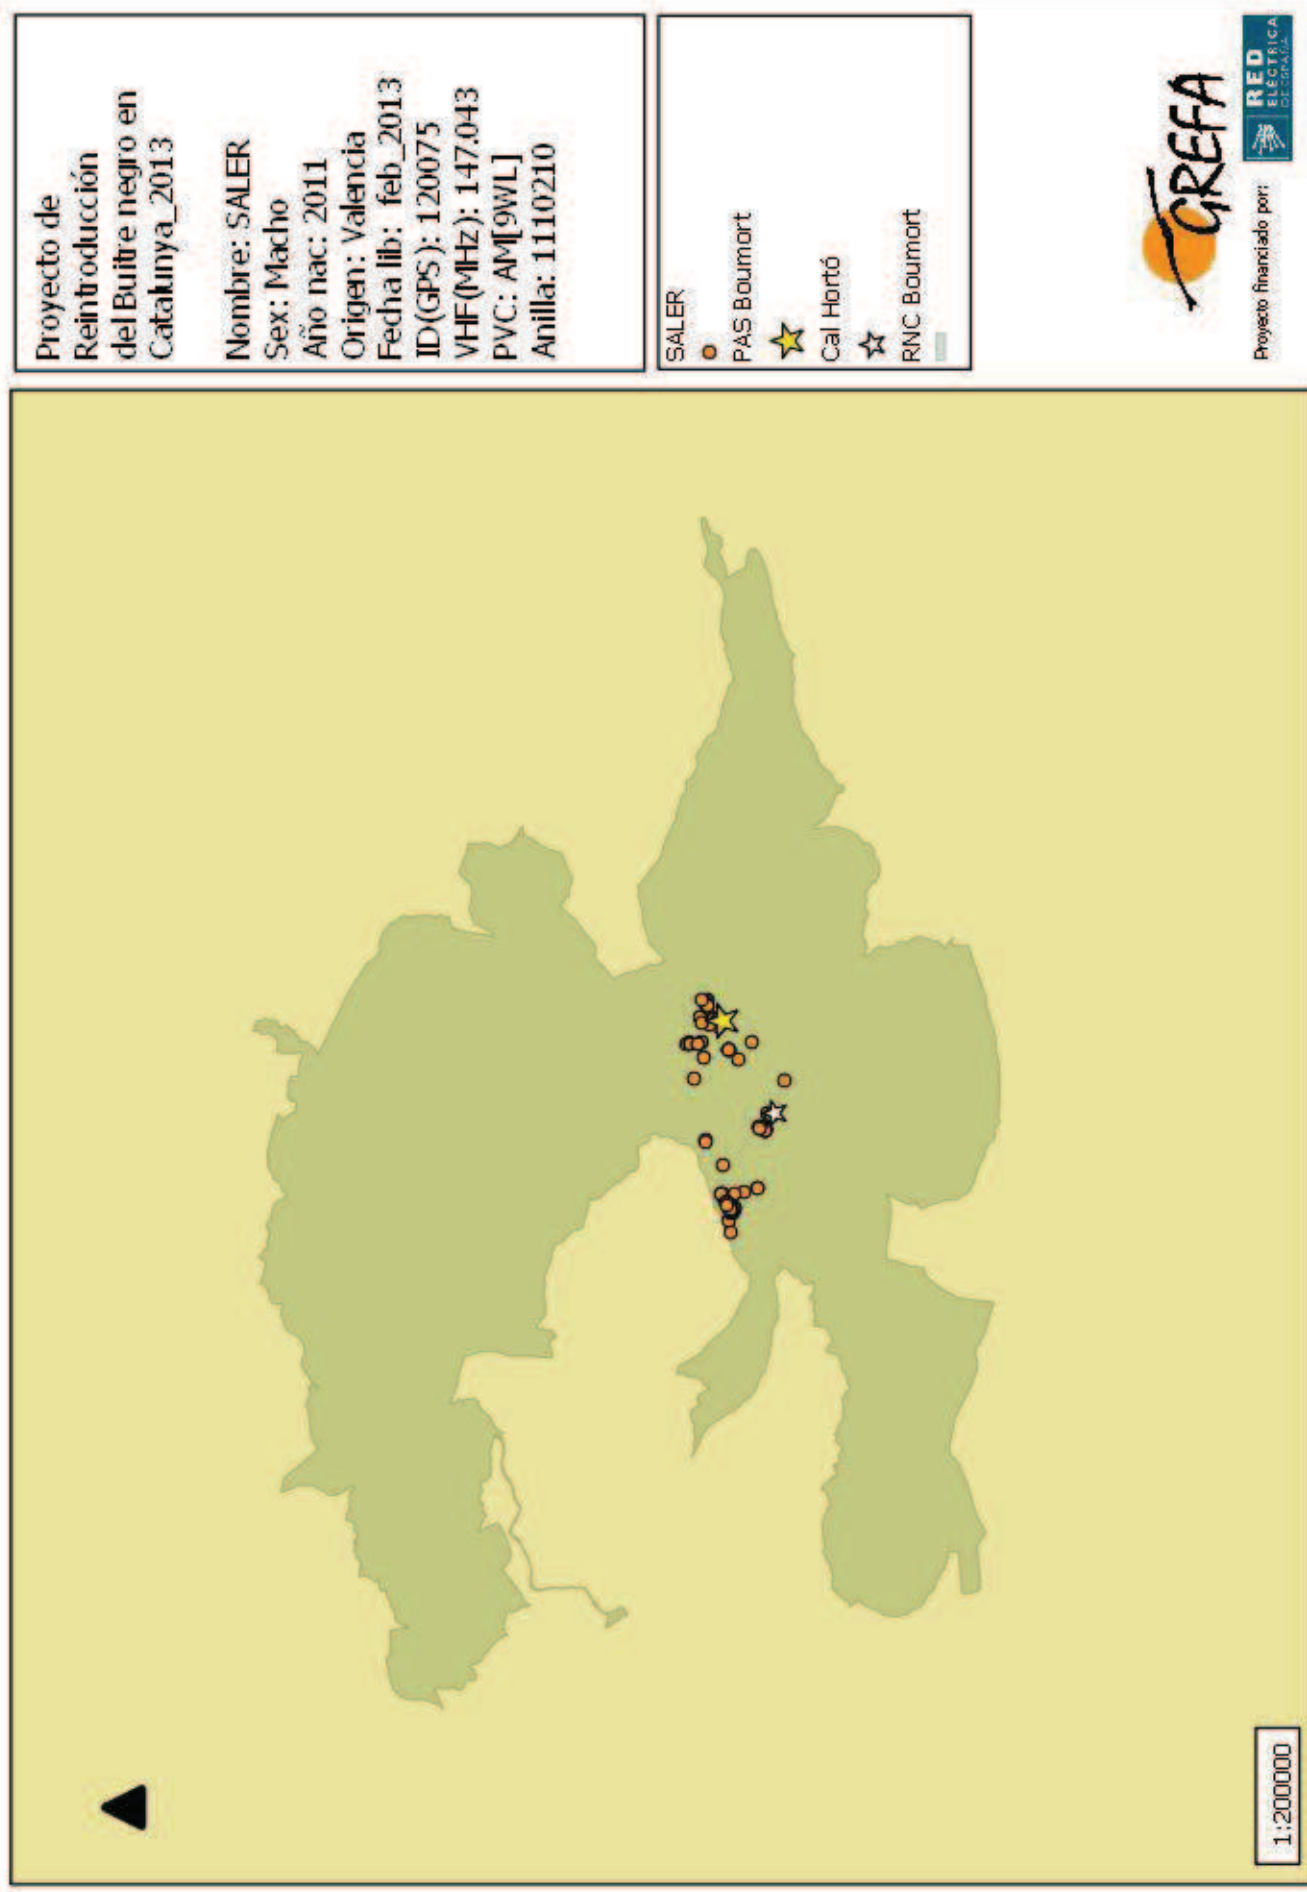 Proyecto de
Reintroducción
del Buitre negro en
Catalunya_2013
Nombre: SALER
Sex: Macho
Año nac: 2011
Origen: Valencia
Fecha lib: feb_2013
ID(GPS): 120075
VHF(MHz): 147.043
PVC: AM[9WL]
Anilla: 1110210
SALER
PAS Boumort
Cal Hortó
RNC Boumort
GREFA
Proyecto financiado por:
RED
ELÉCTRICA
DE ESPAÑA
1:200000